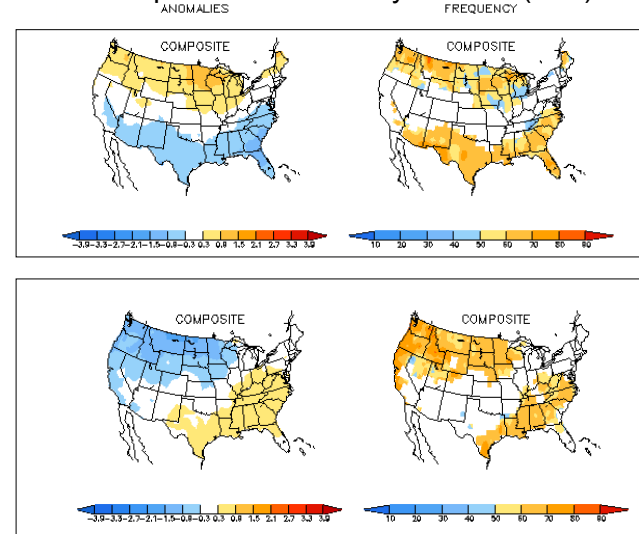 ANOMALIES FREQUENCY
COMPOSITE COMPOSITE
-3.9-3.3-2.7-2.1-1.5-0.9-0.3 0.3 0.9 1.5 2.1 2.7 3.3 3.9 10 20 30 40 50 60 70 80 90
COMPOSITE COMPOSITE
-3.9-3.3-2.7-2.1-1.5-0.9-0.3 0.3 0.9 1.5 2.1 2.7 3.3 3.9 10 20 30 40 50 60 70 80 90